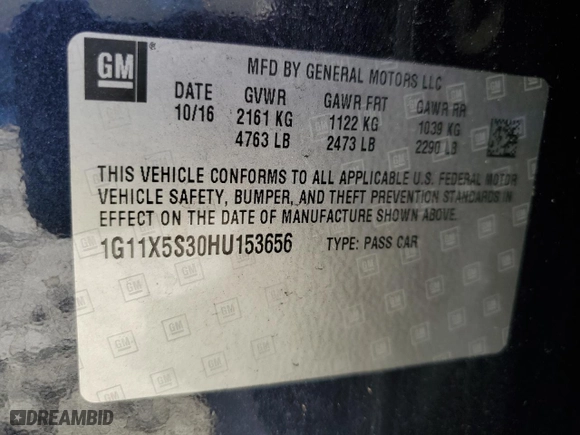 GM ®
MFD BY GENERAL MOTORS LLC
DATE GVWR GAWR FRT GAWR RR
10/16 2161 KG 1122 KG 1039 KG
4763 LB 2473 LB 2290 LB
THIS VEHICLE CONFORMS TO ALL APPLICABLE U.S. FEDERAL MOTOR
VEHICLE SAFETY, BUMPER, AND THEFT PREVENTION STANDARDS IN
EFFECT ON THE DATE OF MANUFACTURE SHOWN ABOVE.
1G11X5S30HU153656 TYPE: PASS CAR
DREAMBID